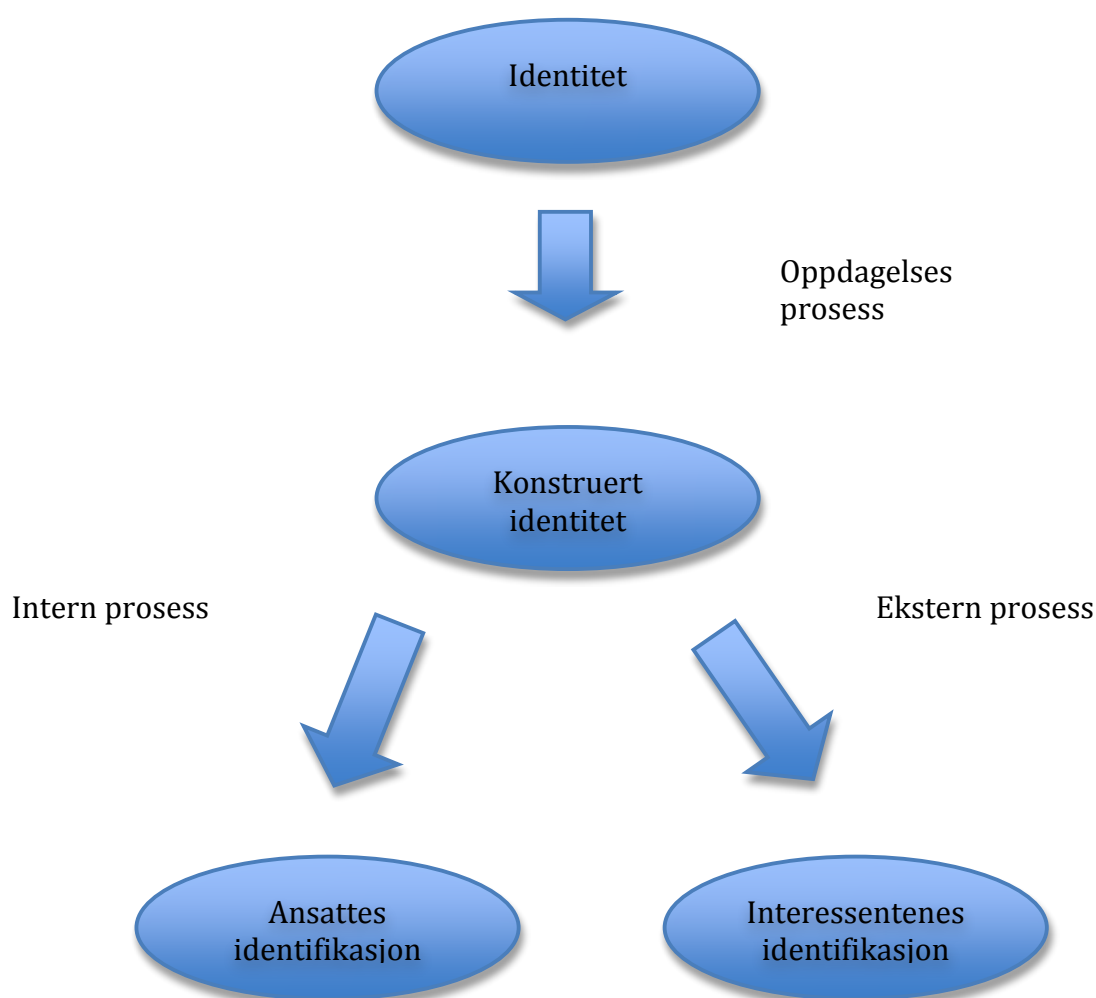 Identitet
Oppdagelses
prosess
Konstruert
identitet
Intern prosess
Ekstern prosess
Ansattes
identifikasjon
Interessentenes
identifikasjon